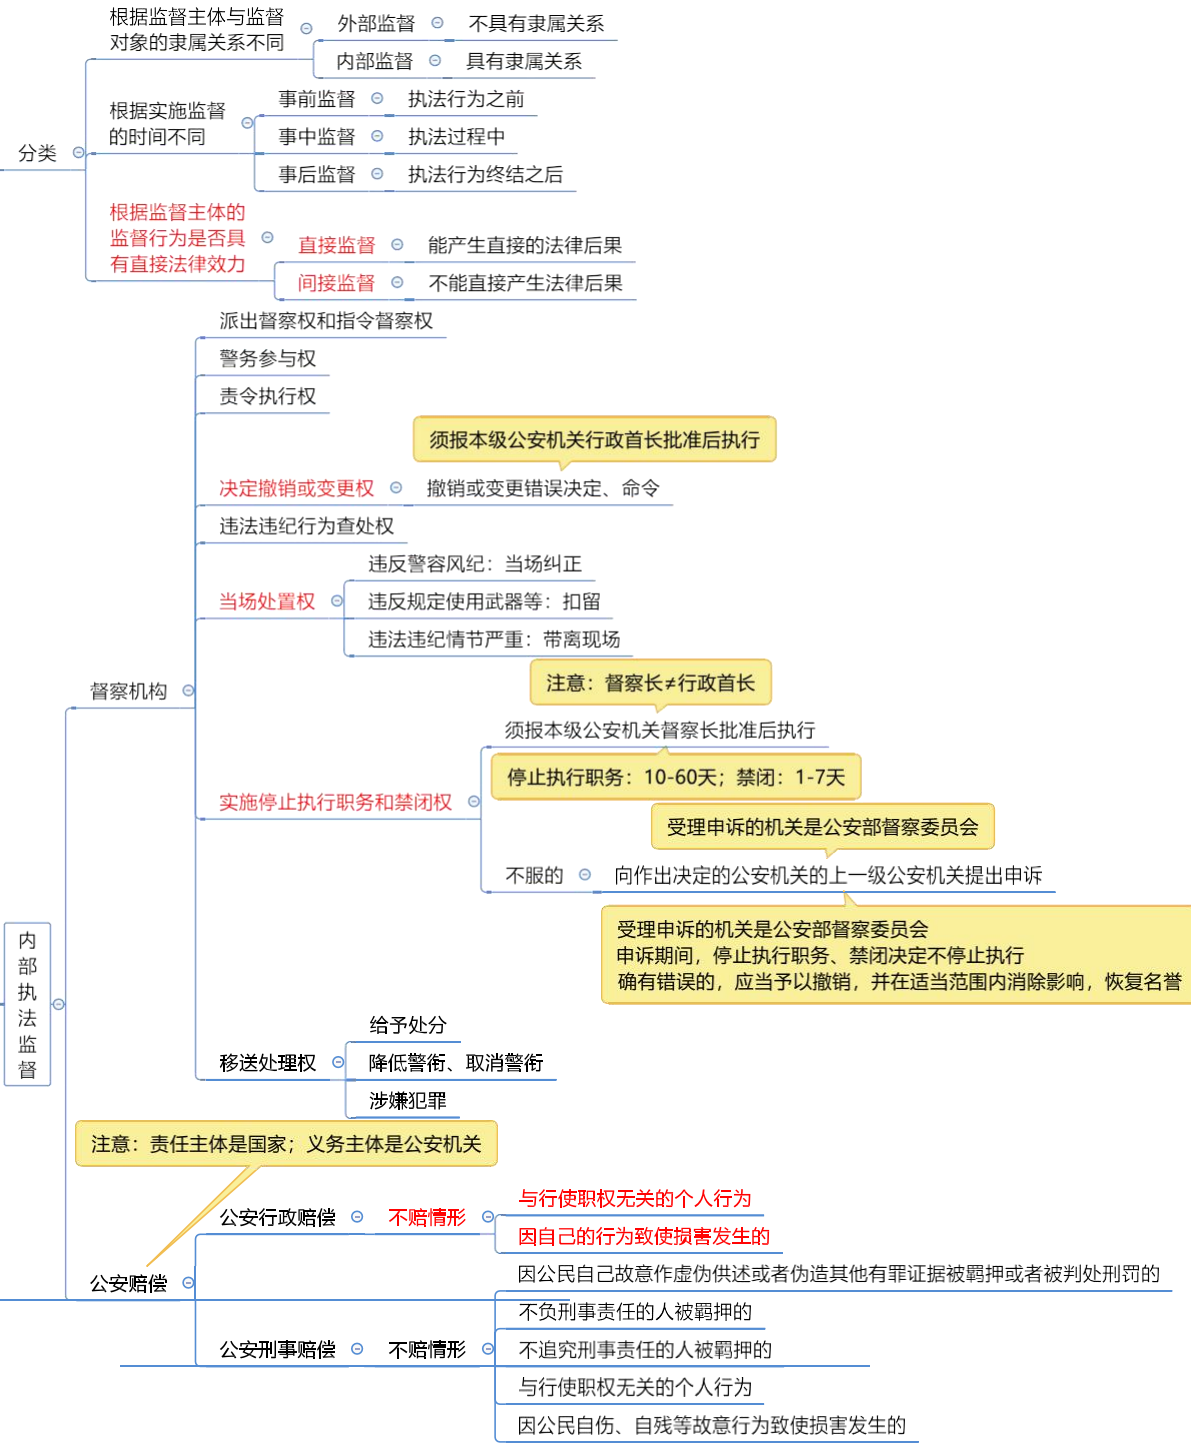 根据监督主体与监督
对象的隶属关系不同
外部监督
不具有隶属关系
内部监督
具有隶属关系
分类
根据实施监督
的时间不同
事前监督
执法行为之前
事中监督
执法过程中
事后监督
执法行为终结之后
根据监督主体的
监督行为是否具
有直接法律效力
直接监督
能产生直接的法律后果
间接监督
不能直接产生法律后果
内
部
执
法
监
督
督察机构
派出督察权和指令督察权
警务参与权
责令执行权
须报本级公安机关行政首长批准后执行
决定撤销或变更权
撤销或变更错误决定、命令
违法违纪行为查处权
当场处置权
违反警容风纪：当场纠正
违反规定使用武器等：扣留
违法违纪情节严重：带离现场
实施停止执行职务和禁闭权
注意：督察长≠行政首长
须报本级公安机关督察长批准后执行
停止执行职务：10-60天；禁闭：1-7天
受理申诉的机关是公安部督察委员会
不服的
向作出决定的公安机关的上一级公安机关提出申诉
受理申诉的机关是公安部督察委员会
申诉期间，停止执行职务、禁闭决定不停止执行
确有错误的，应当予以撤销，并在适当范围内消除影响，恢复名誉
移送处理权
给予处分
降低警衔、取消警衔
涉嫌犯罪
注意：责任主体是国家；义务主体是公安机关
公安赔偿
公安行政赔偿
不赔情形
与行使职权无关的个人行为
因自己的行为致使损害发生的
公安刑事赔偿
不赔情形
因公民自己故意作虚伪供述或者伪造其他有罪证据被羁押或者被判处刑罚的
不负刑事责任的人被羁押的
不追究刑事责任的人被羁押的
与行使职权无关的个人行为
因公民自伤、自残等故意行为致使损害发生的